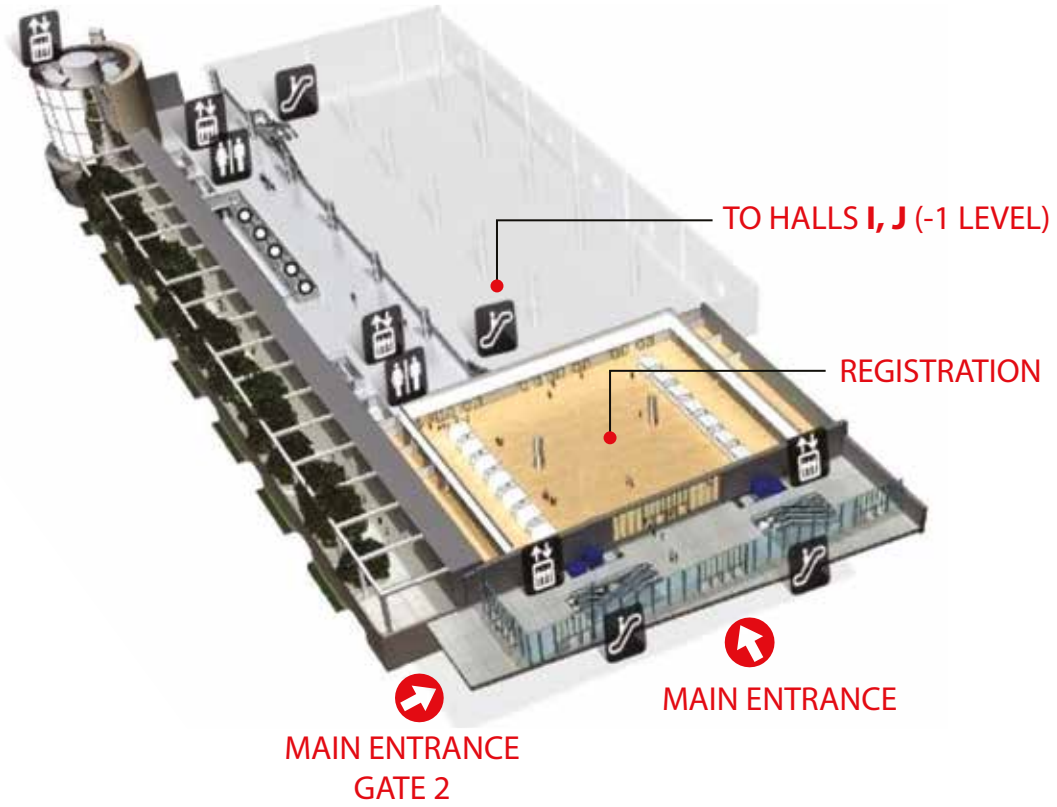 TO HALLS I, J (-1 LEVEL)
REGISTRATION
MAIN ENTRANCE
MAIN ENTRANCE
GATE 2